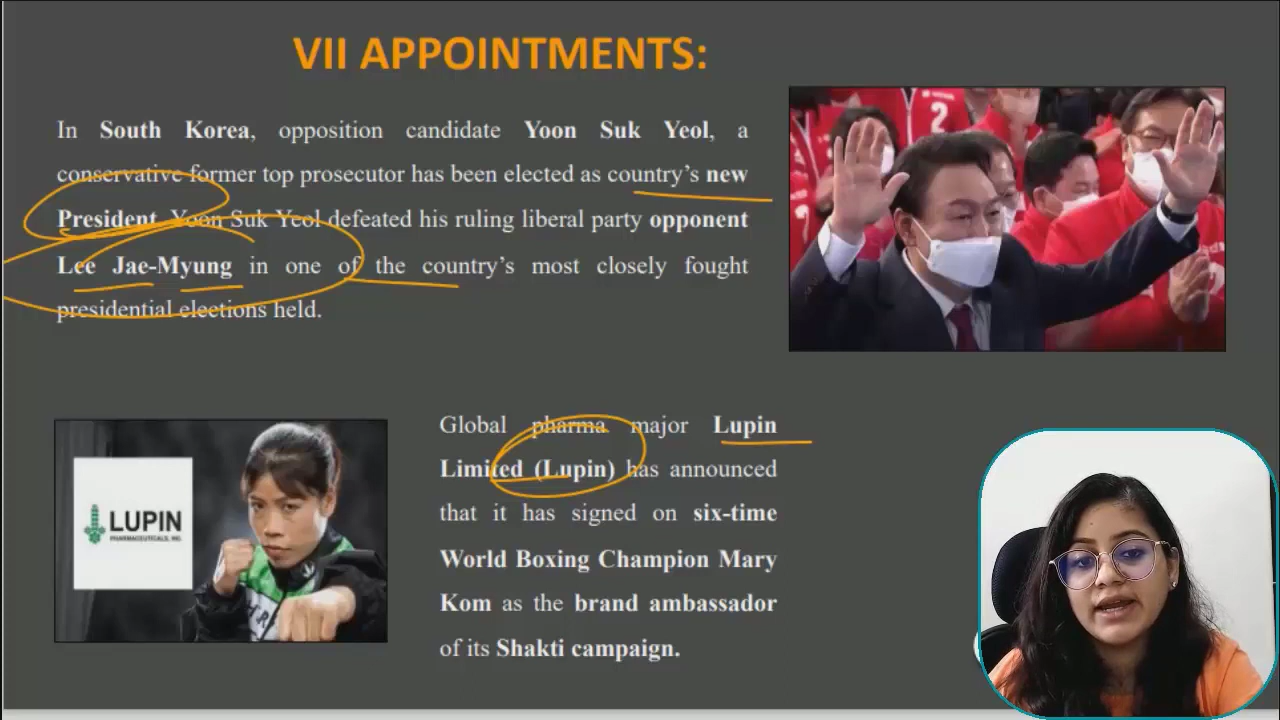 VII APPOINTMENTS:
In South Korea, opposition candidate Yoon Suk Yeol, a
conservative former top prosecutor has been elected as country's new
President. Yoon Suk Yeol defeated his ruling liberal party opponent
Lee Jae-Myung in one of the country's most closely fought
presidential elections held.
2
Global pharma major Lupin
Limited (Lupin) has announced
that it has signed on six-time
World Boxing Champion Mary
Kom as the brand ambassador
of its Shakti campaign.
LUPIN
PHARMACEUTICALS, INC.